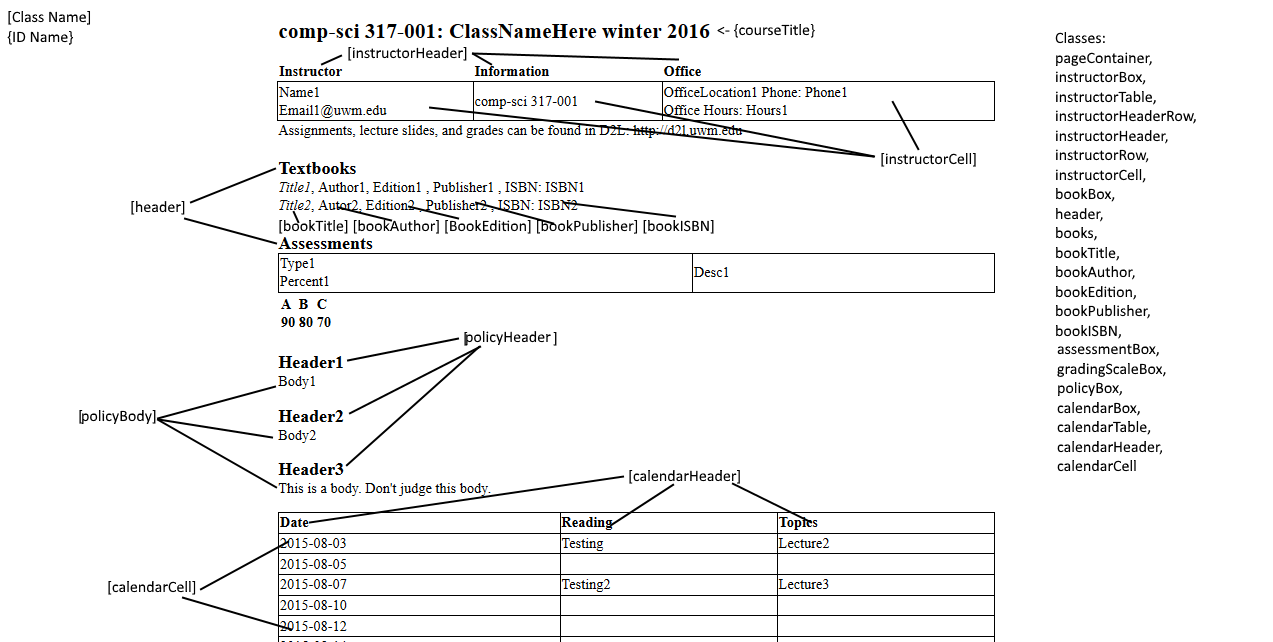 [Class Name]
{ID Name}
comp-sci 317-001: ClassNameHere winter 2016 <- {courseTitle}
[instructorHeader]
Instructor Information Office
Name1
Email1@uwm.edu
comp-sci 317-001
OfficeLocation1 Phone: Phone1
Office Hours: Hours1
Assignments, lecture slides, and grades can be found in D2L: http://d2l.uwm.edu
[instructorCell]
Textbooks
Title1, Author1, Edition1 , Publisher1 , ISBN: ISBN1
Title2, Autor2, Edition2 , Publisher2 , ISBN: ISBN2
[header]
[bookTitle] [bookAuthor] [BookEdition] [bookPublisher] [bookISBN]
Assessments
Type1
Percent1
Desc1
A B C
90 80 70
[policyHeader]
Header1
Body1
[policyBody]
Header2
Body2
Header3
This is a body. Don't judge this body.
[calendarHeader]
Date Reading Topics
2015-08-03 Testing Lecture2
2015-08-05
2015-08-07 Testing2 Lecture3
[calendarCell]
2015-08-10
2015-08-12
Classes:
pageContainer,
instructorBox,
instructorTable,
instructorHeaderRow,
instructorHeader,
instructorRow,
instructorCell,
bookBox,
header,
books,
bookTitle,
bookAuthor,
bookEdition,
bookPublisher,
bookISBN,
assessmentBox,
gradingScaleBox,
policyBox,
calendarBox,
calendarTable,
calendarHeader,
calendarCell